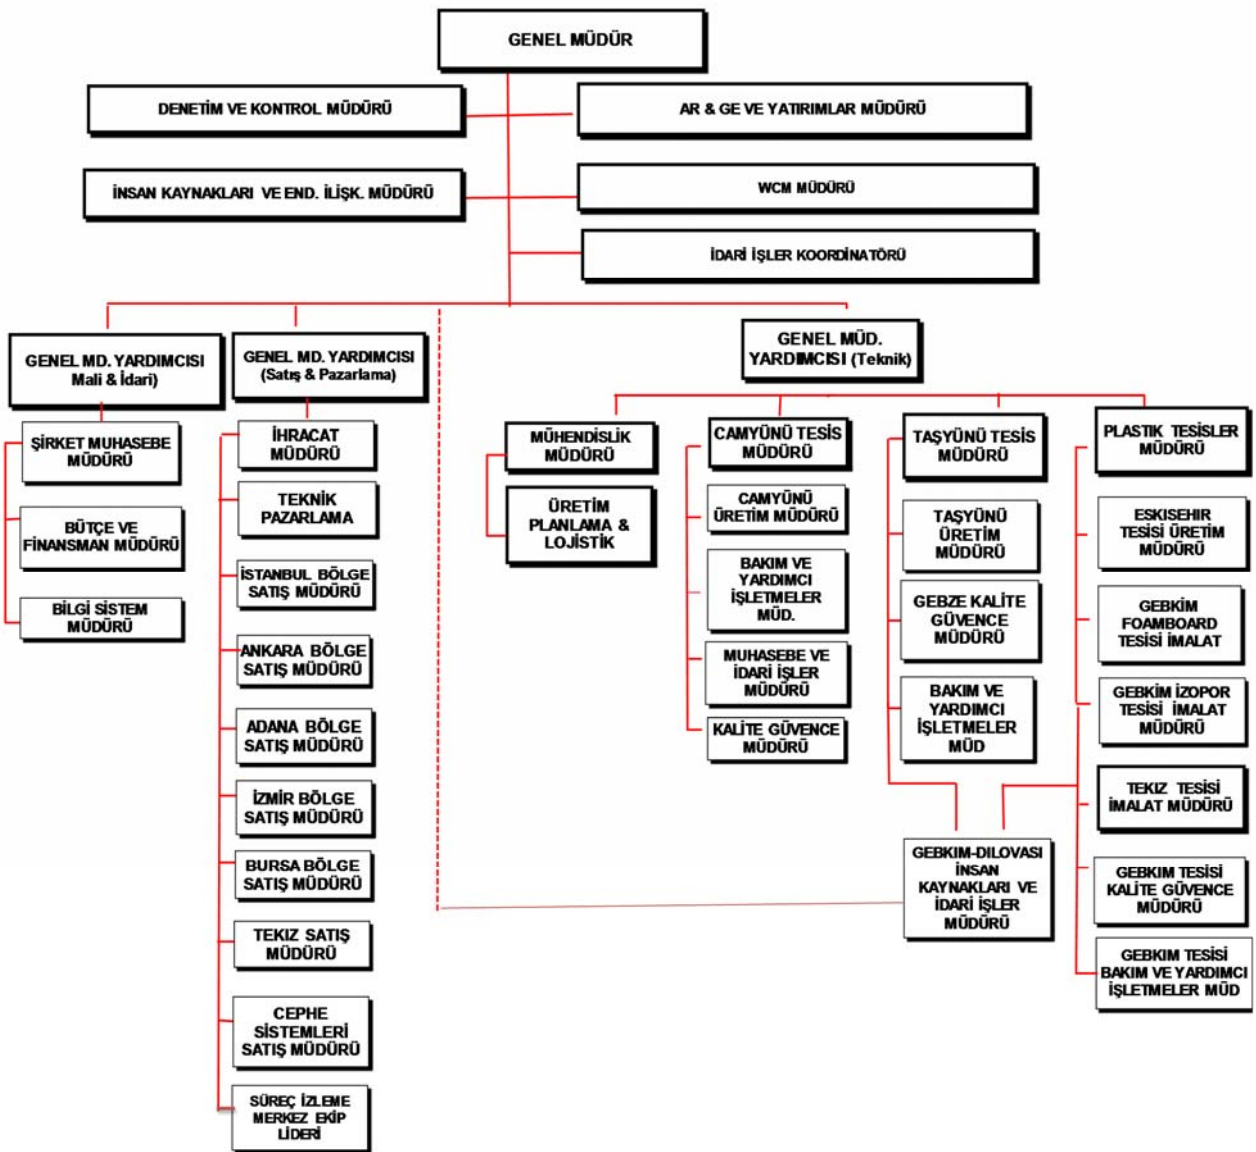 GENEL MÜDÜR
DENETİM VE KONTROL MÜDÜRÜ
AR & GE VE YATIRIMLAR MÜDÜRÜ
İNSAN KAYNAKLARI VE END. İLİŞK. MÜDÜRÜ
WCM MÜDÜRÜ
İDARİ İŞLER KOORDİNATÖRÜ
GENEL MD. YARDIMCISI
Mali & İdari)
GENEL MD. YARDIMCISI
(Satış & Pazarlama)
GENEL MÜD.
YARDIMCISI (Teknik)
ŞİRKET MUHASEBE
MÜDÜRÜ
BÜTÇE VE
FİNANSMAN MÜDÜRÜ
BİLGİ SİSTEM
MÜDÜRÜ
İHRACAT
MÜDÜRÜ
TEKNİK
PAZARLAMA
İSTANBUL BÖLGE
SATIŞ MÜDÜRÜ
ANKARA BÖLGE
SATIŞ MÜDÜRÜ
ADANA BÖLGE
SATIŞ MÜDÜRÜ
İZMİR BÖLGE
SATIŞ MÜDÜRÜ
BURSA BÖLGE
SATIŞ MÜDÜRÜ
TEKIZ SATIŞ
MÜDÜRÜ
CEPHE
SİSTEMLERİ
SATIŞ MÜDÜRÜ
SÜREÇ İZLEME
MERKEZ EKİP
LİDERİ
MÜHENDİSLİK
MÜDÜRÜ
ÜRETİM
PLANLAMA &
LOJİSTİK
CAMYÜNÜ TESİS
MÜDÜRÜ
CAMYÜNÜ
ÜRETİM MÜDÜRÜ
BAKIM VE
YARDIMCI
İŞLETMELER
MÜD.
MUHASEBE VE
İDARİ İŞLER
MÜDÜRÜ
KALİTE GÜVENCE
MÜDÜRÜ
TAŞYÜNÜ TESİS
MÜDÜRÜ
TAŞYÜNÜ
ÜRETİM
MÜDÜRÜ
GEBZE KALİTE
GÜVENCE
MÜDÜRÜ
BAKIM VE
YARDIMCI
İŞLETMELER
MÜD
GEBKIM-DILOVASI
İNSAN
KAYNAKLARI VE
İDARİ İŞLER
MÜDÜRÜ
PLASTIK TESİSLER
MÜDÜRÜ
ESKISEHIR
TESİSİ ÜRETİM
MÜDÜRÜ
GEBKİM
FOAMBOARD
TESİSİ İMALAT
GEBKİM İZOPOR
TESİSİ İMALAT
MÜDÜRÜ
TEKIZ TESİSİ
İMALAT MÜDÜRÜ
GEBKIM TESİSİ
KALİTE GÜVENCE
MÜDÜRÜ
GEBKIM TESİSİ
BAKIM VE YARDIMCI
İŞLETMELER MÜD